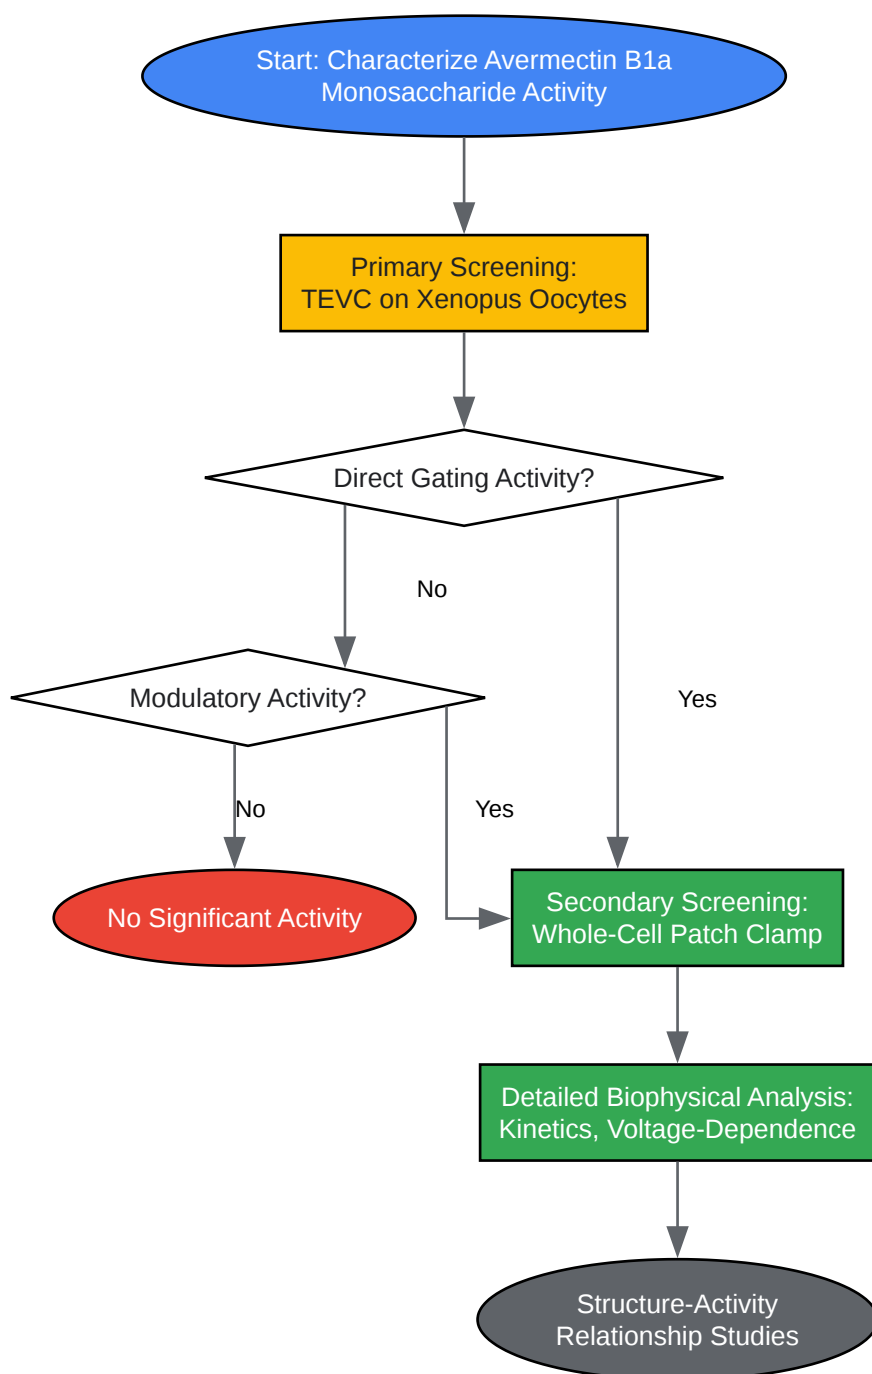 Start: Characterize Avermectin B1a
Monosaccharide Activity
Primary Screening:
TEVC on Xenopus Oocytes
Direct Gating Activity?
No
Modulatory Activity?
Yes
No
Yes
No Significant Activity
Secondary Screening:
Whole-Cell Patch Clamp
Detailed Biophysical Analysis:
Kinetics, Voltage-Dependence
Structure-Activity
Relationship Studies